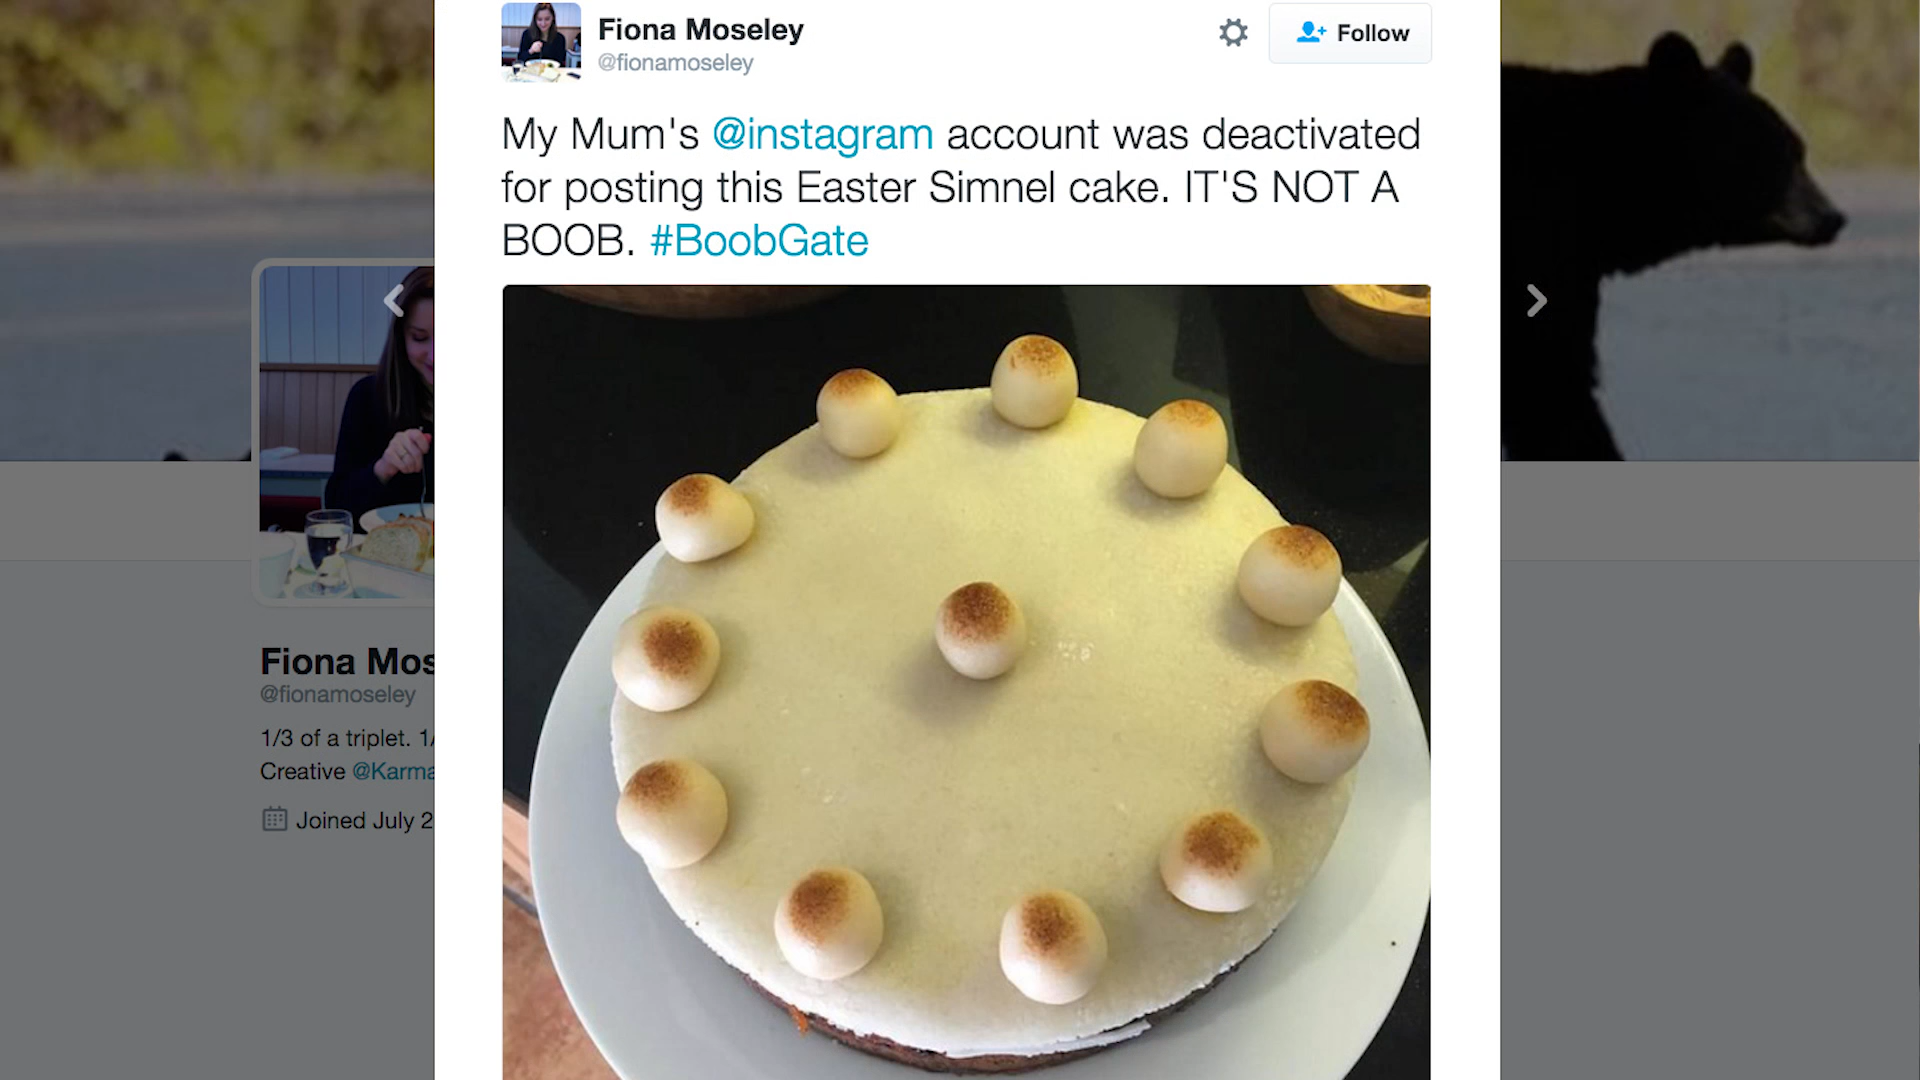 Fiona Moseley
@fionamoseley
Follow
My Mum's @instagram account was deactivated
for posting this Easter Simnel cake. IT'S NOT A
BOOB. #BoobGate
Fiona Mos
@fionamoseley
1/3 of a triplet. 1/
Creative @Karma
Joined July 2